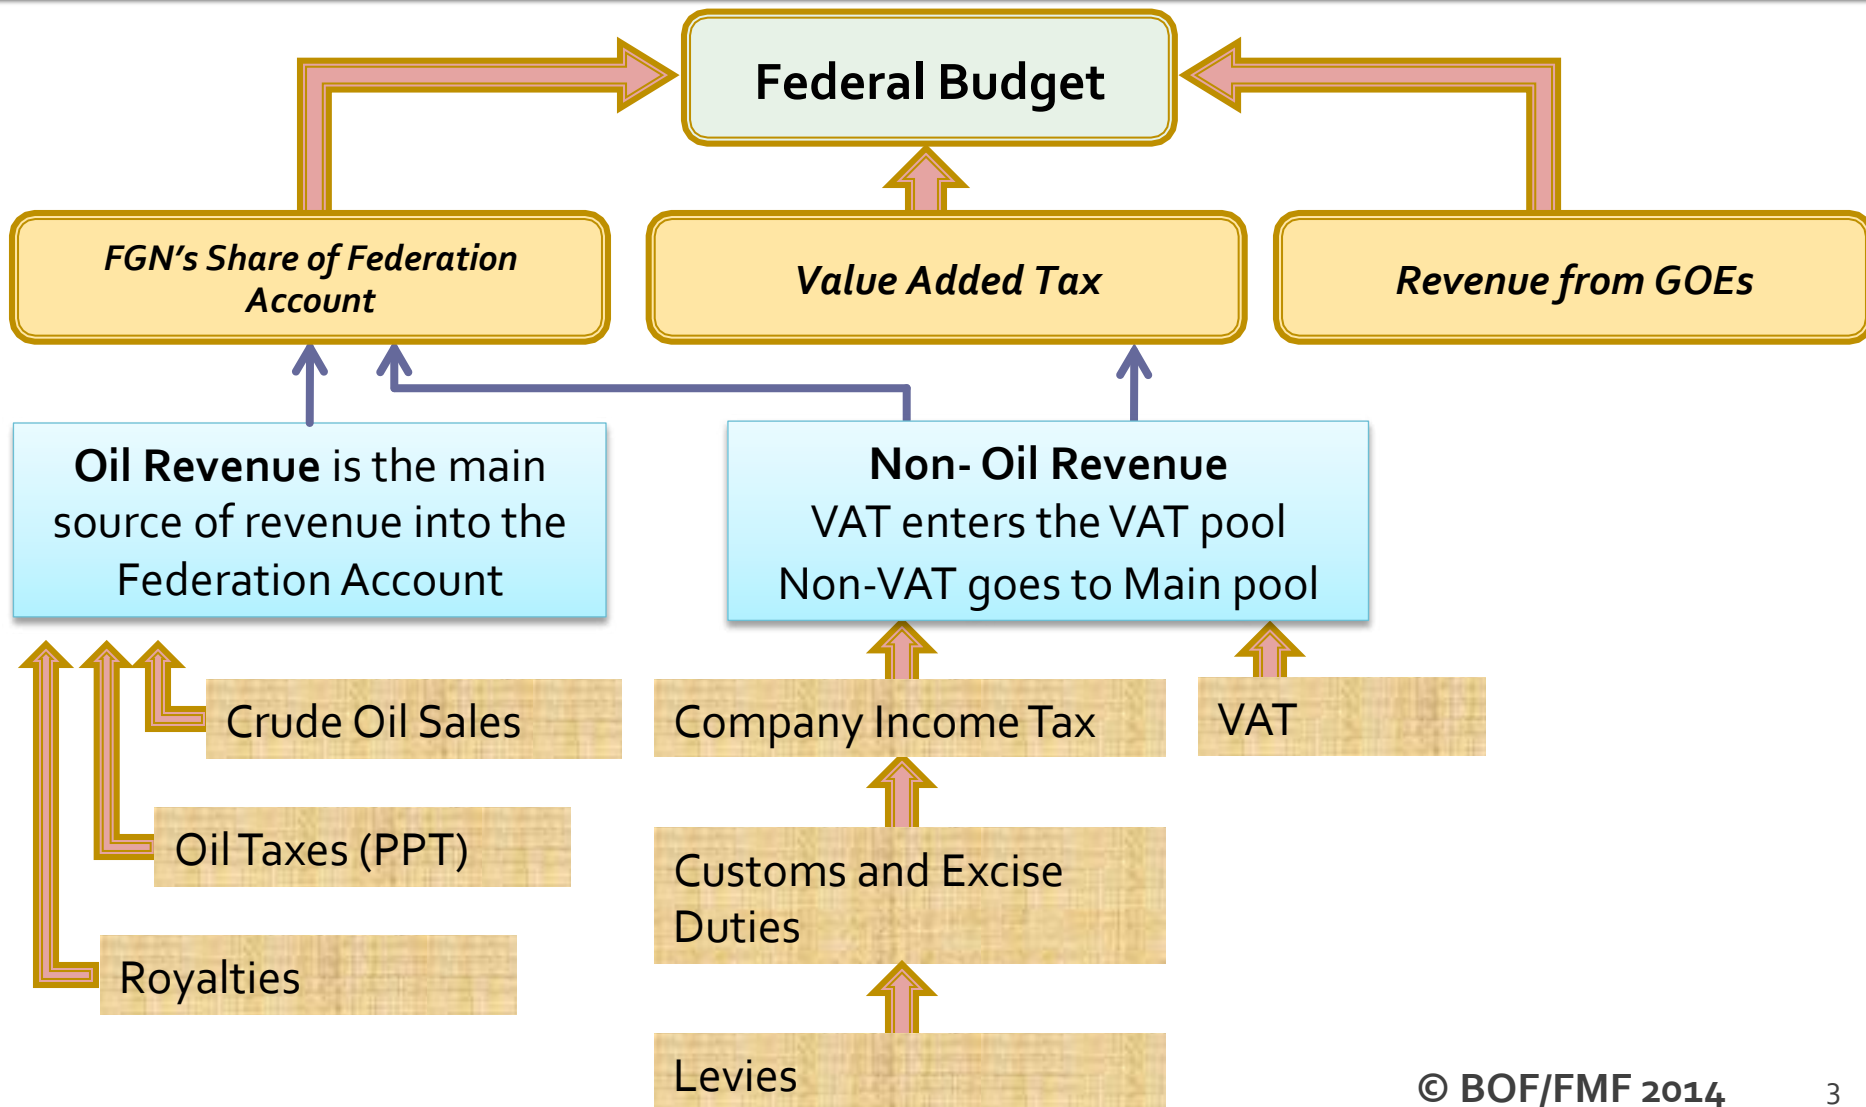 Federal Budget
FGN's Share of Federation
Account
Value Added Tax
Revenue from GOEs
Oil Revenue is the main
source of revenue into the
Federation Account
Non- Oil Revenue
VAT enters the VAT pool
Non-VAT goes to Main pool
Crude Oil Sales
Oil Taxes (PPT)
Royalties
Company Income Tax
VAT
Customs and Excise
Duties
Levies
© BOF/FMF 2014
3